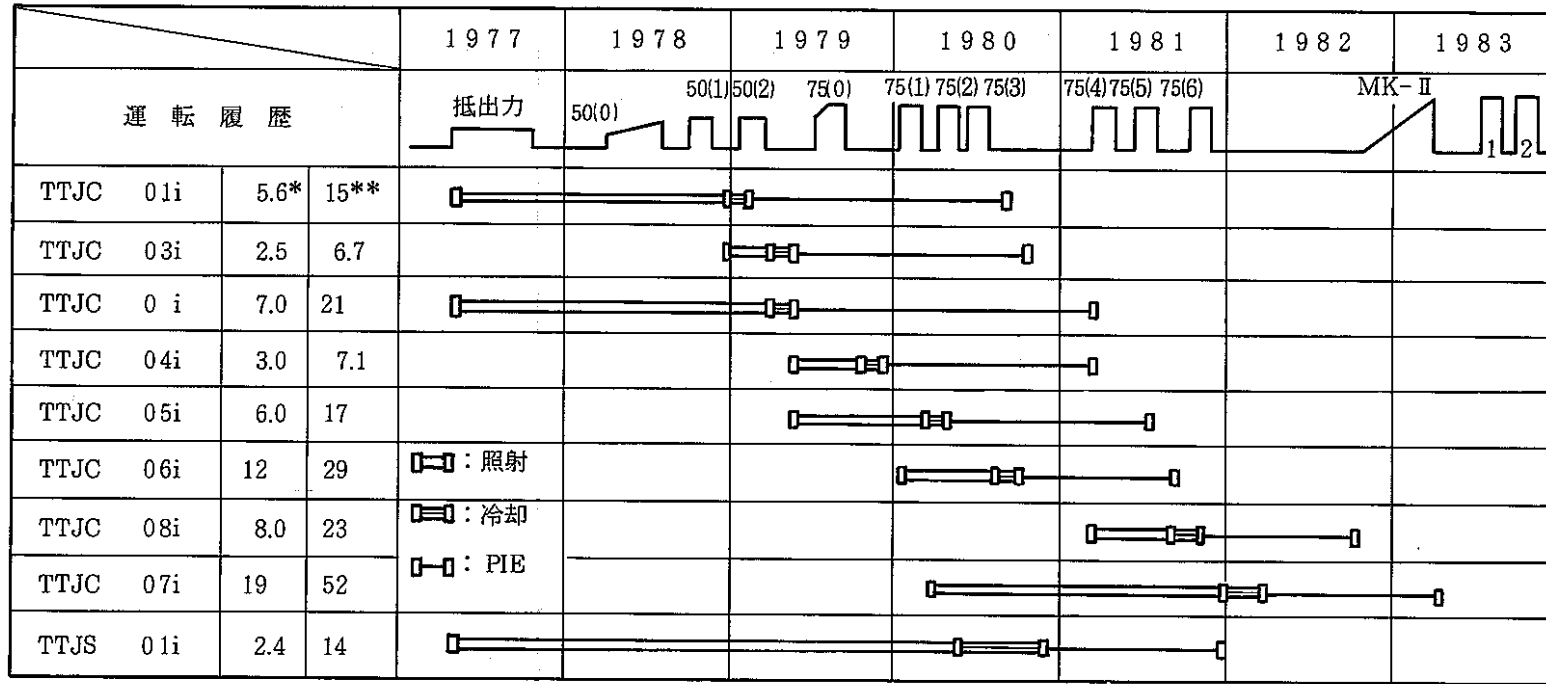 1977 1978 1979 1980 1981 1982 1983
運転履歴 抵出力 50(0) 50(1) 50(2) 75(0) 75(1) 75(2) 75(3) 75(4) 75(5) 75(6) MK-Ⅱ 1 2
TTJC 01i 5.6* 15**
TTJC 03i 2.5 6.7
TTJC 0 i 7.0 21
TTJC 04i 3.0 7.1
TTJC 05i 6.0 17
TTJC 06i 12 29
:照射
TTJC 08i 8.0 23
:冷却
TTJC 07i 19 52
: PIE
TTJS 01i 2.4 14